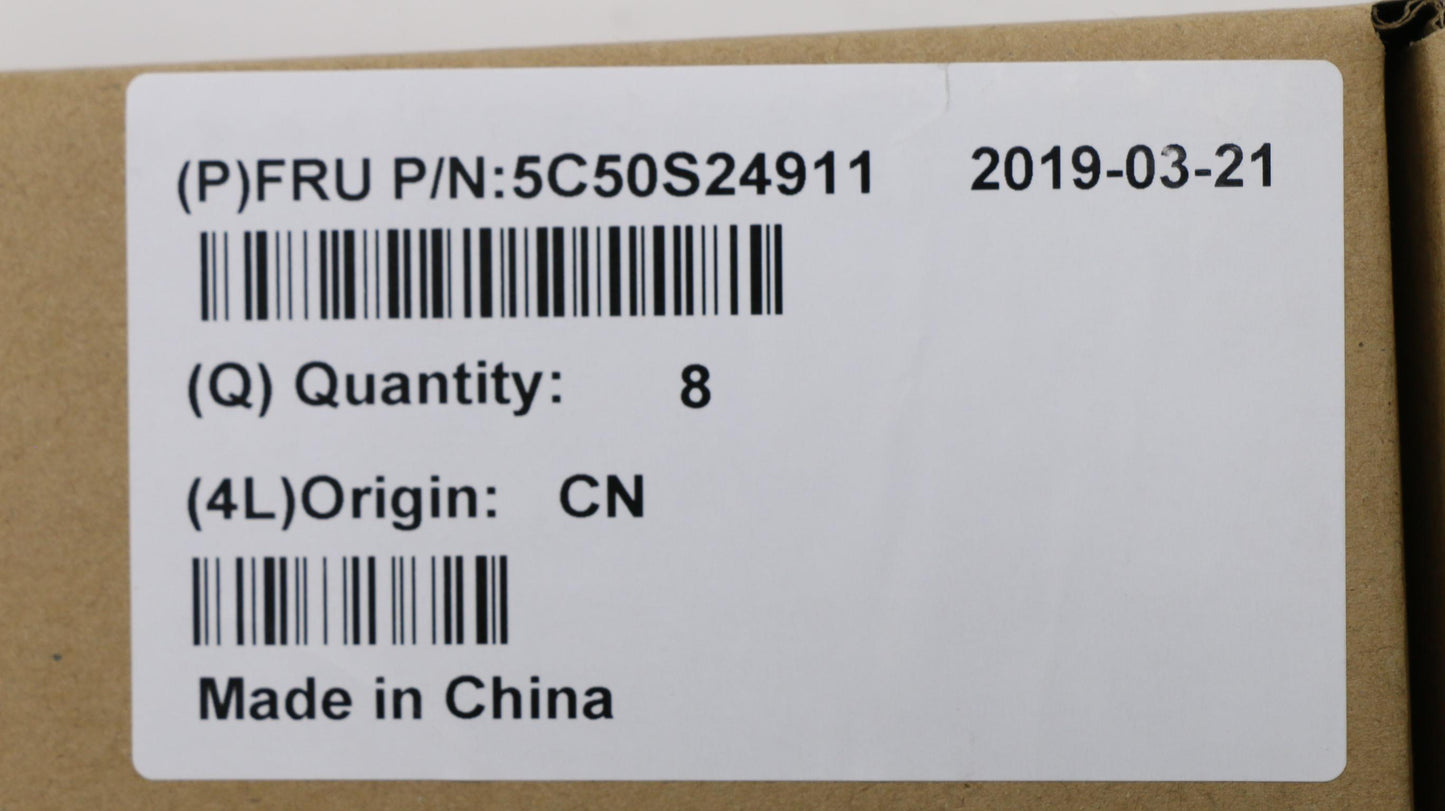 (P)FRU P/N:5C50S24911 2019-03-21
(Q) Quantity: 8
(4L)Origin: CN
Made in China